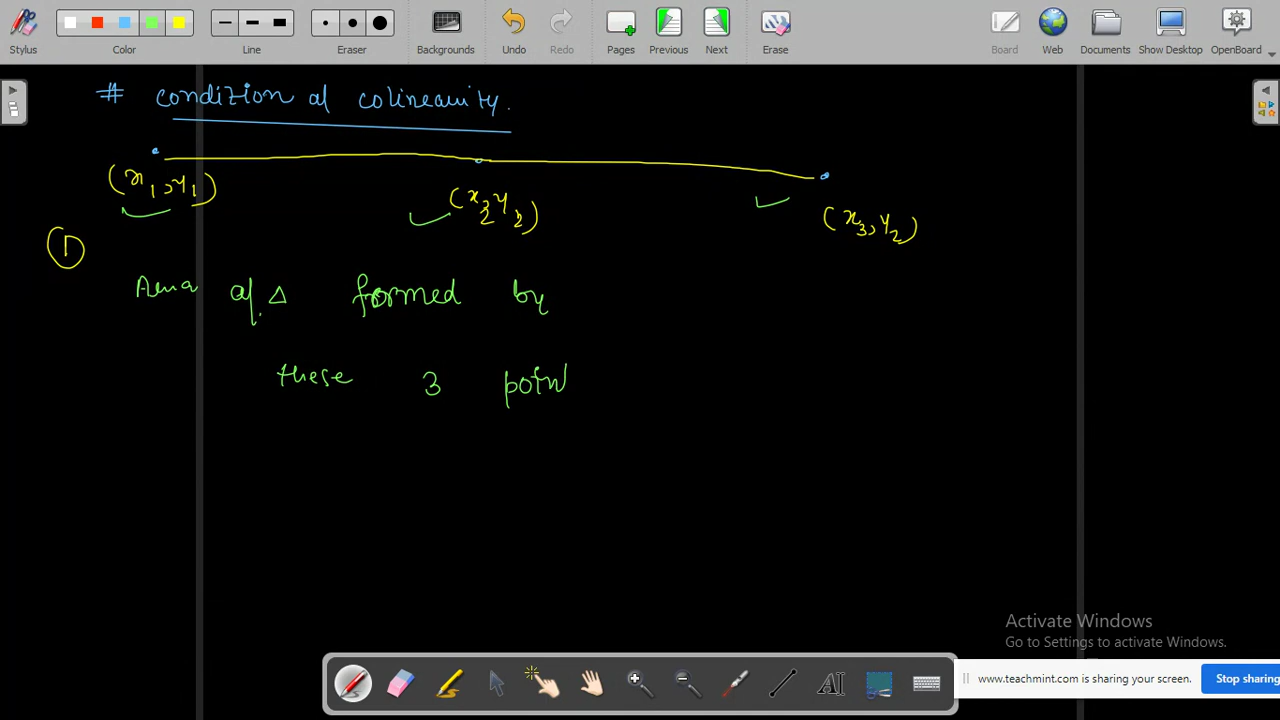 Stylus Color Line Eraser Backgrounds Undo Redo Pages Previous Next Erase Board Web Documents Show Desktop OpenBoard
# condition of colinearity.
(x1, y1)
(x2 y2)
(x3, y2)
①
Area of Δ formed by
these 3 point
Activate Windows
Go to Settings to activate Windows.
AI
www.teachmint.com is sharing your screen. Stop sharing